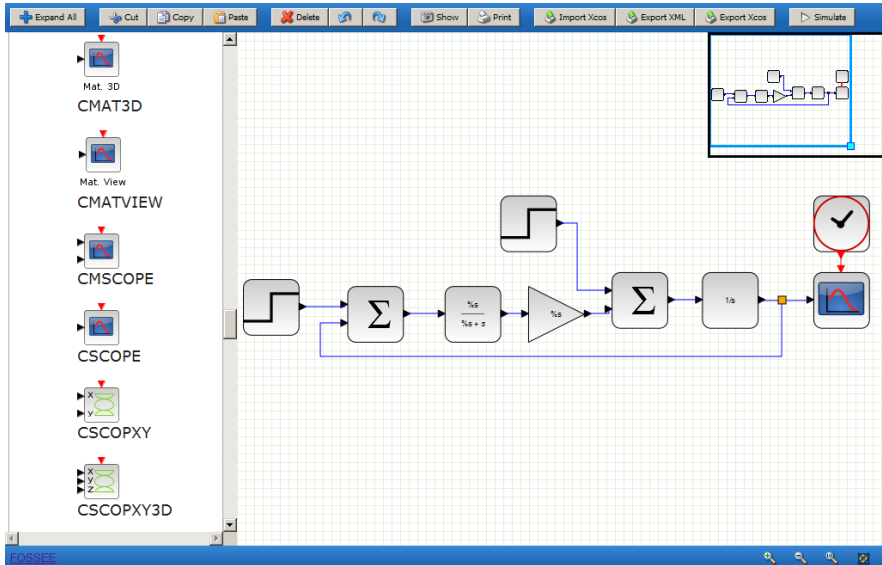 Expand All Cut Copy Paste Delete Show Print Import Xcos Export XML Export Xcos Simulate
Mat. 3D
CMAT3D
Mat. View
CMATVIEW
CMSCOPE
CSCOPE
x
y
CSCOPXY
x
y
z
CSCOPXY3D
Σ
%s
%s + s
%s
Σ
1/s
FOSSEE